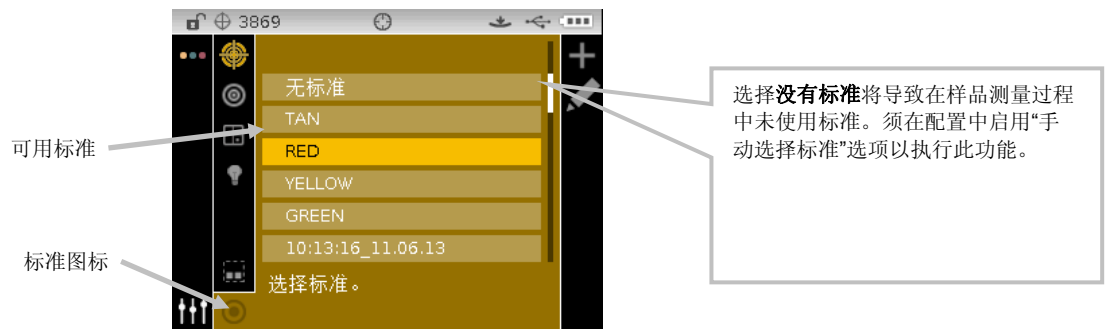 3869
无标准
TAN
RED
YELLOW
GREEN
10:13:16_11.06.13
选择标准。
可用标准
标准图标
选择没有标准将导致在样品测量过程
中未使用标准。须在配置中启用“手
动选择标准”选项以执行此功能。